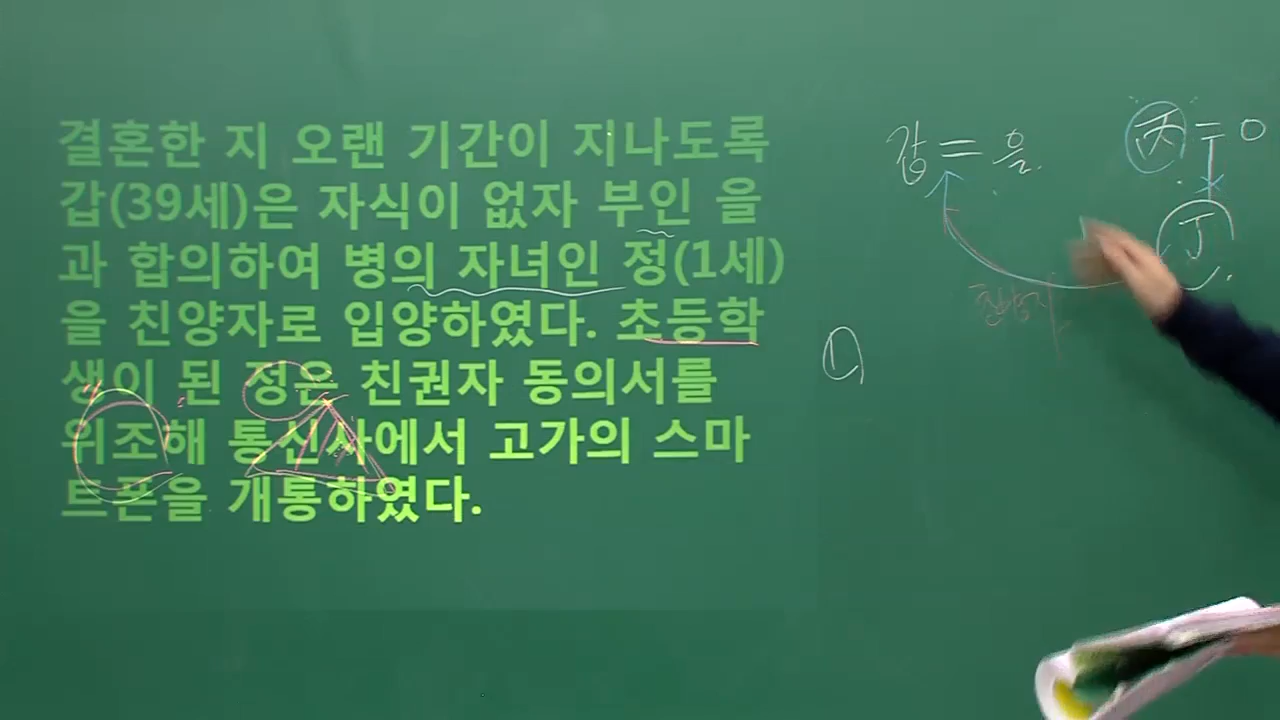 결혼한 지 오랜 기간이 지나도록
갑(39세)은 자식이 없자 부인 을
과 합의하여 병의 자녀인 정(1세)
을 친양자로 입양하였다. 초등학
생이 된 정은 친권자 동의서를
위조해 통신사에서 고가의 스마
트폰을 개통하였다.
갑 = 을
丙 = O
丁
친양자
①